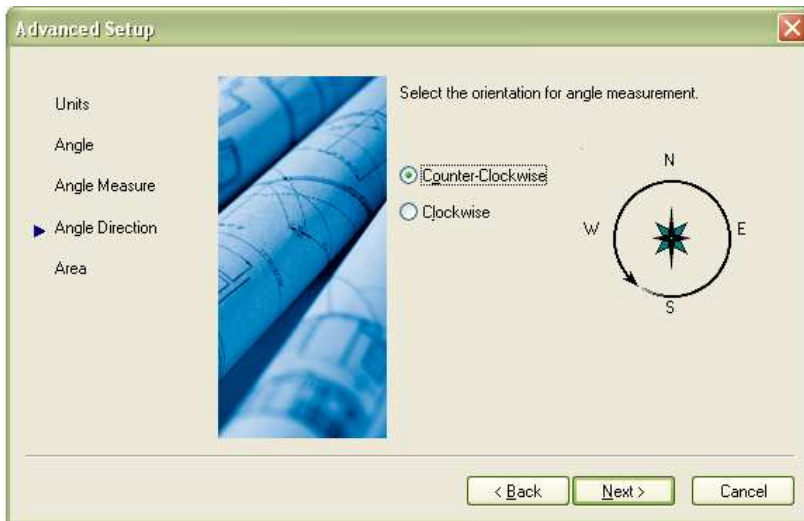 Advanced Setup
Units
Angle
Angle Measure
Angle Direction
Area
Select the orientation for angle measurement.
Counter-Clockwise
Clockwise
N
W
E
S
< Back
Next >
Cancel